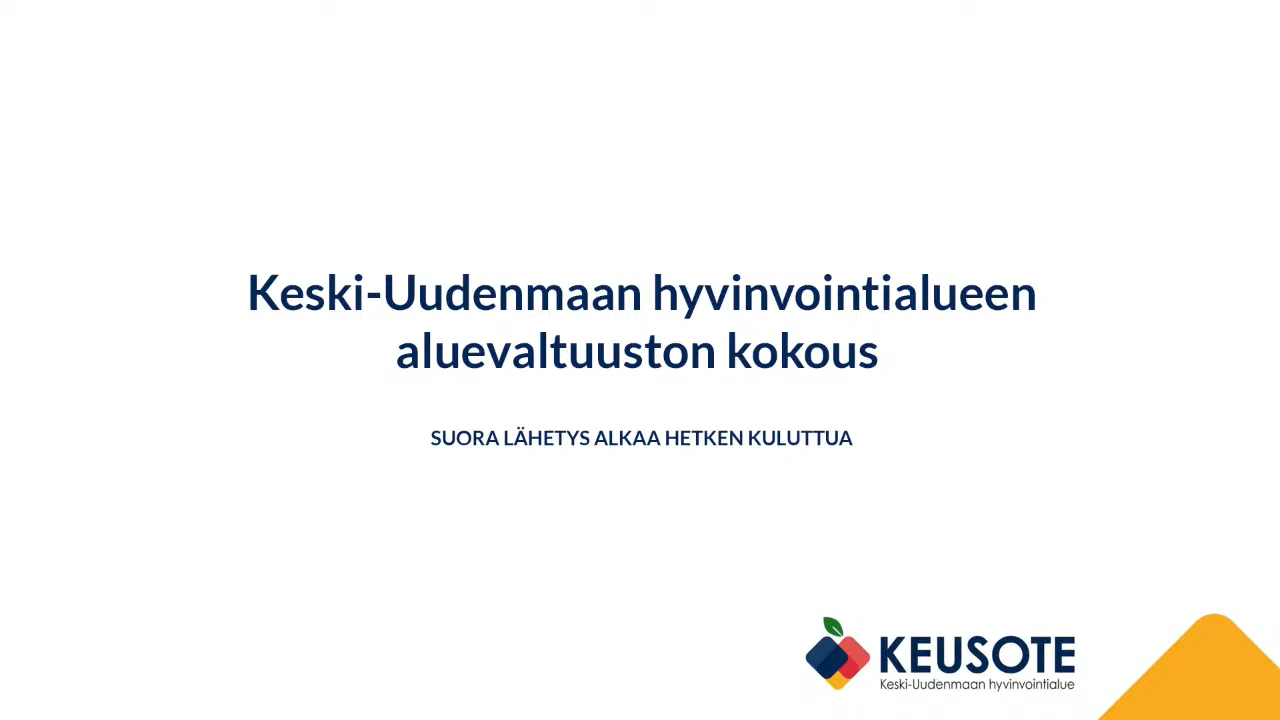 Keski-Uudenmaan hyvinvointialueen
aluevaltuuston kokous
SUORA LÄHETYS ALKAA HETKEN KULUTTUA
KEUSOTE
Keski-Uudenmaan hyvinvointialue